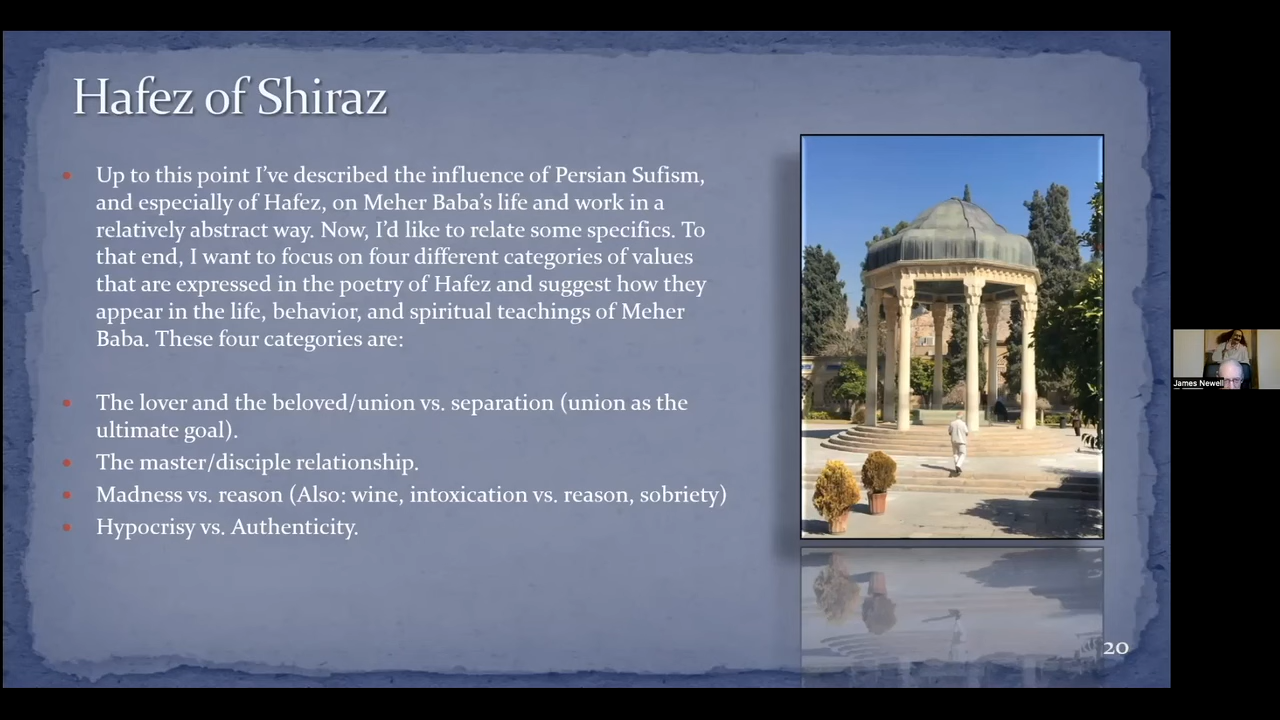 Hafez of Shiraz
Up to this point I've described the influence of Persian Sufism,
and especially of Hafez, on Meher Baba's life and work in a
relatively abstract way. Now, I'd like to relate some specifics. To
that end, I want to focus on four different categories of values
that are expressed in the poetry of Hafez and suggest how they
appear in the life, behavior, and spiritual teachings of Meher
Baba. These four categories are:
The lover and the beloved/union vs. separation (union as the
ultimate goal).
The master/disciple relationship.
Madness vs. reason (Also: wine, intoxication vs. reason, sobriety)
Hypocrisy vs. Authenticity.
20
James Newell